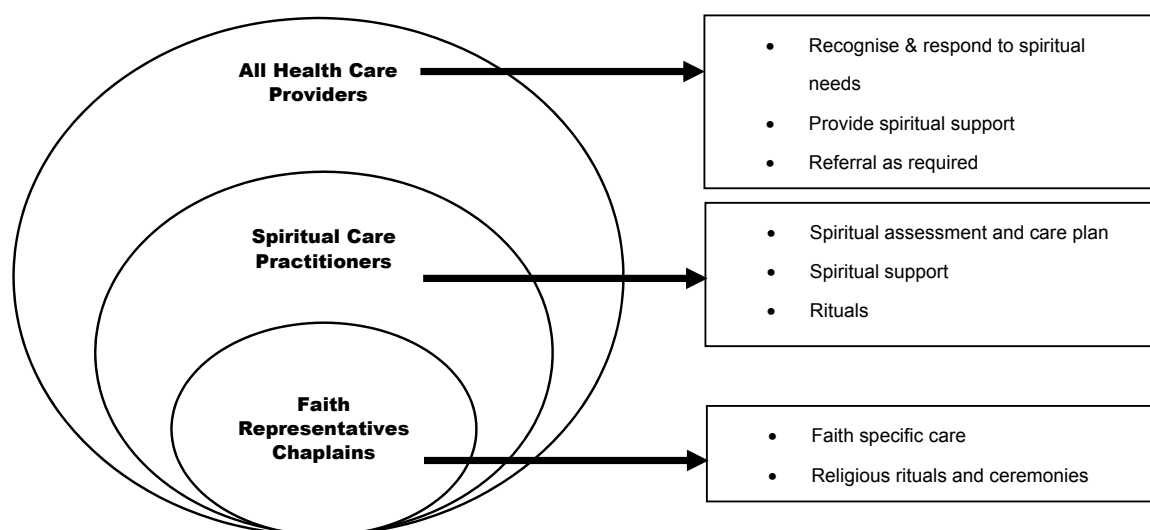 All Health Care
Providers
• Recognise & respond to spiritual
needs
• Provide spiritual support
• Referral as required
Spiritual Care
Practitioners
• Spiritual assessment and care plan
• Spiritual support
• Rituals
Faith
Representatives
Chaplains
• Faith specific care
• Religious rituals and ceremonies